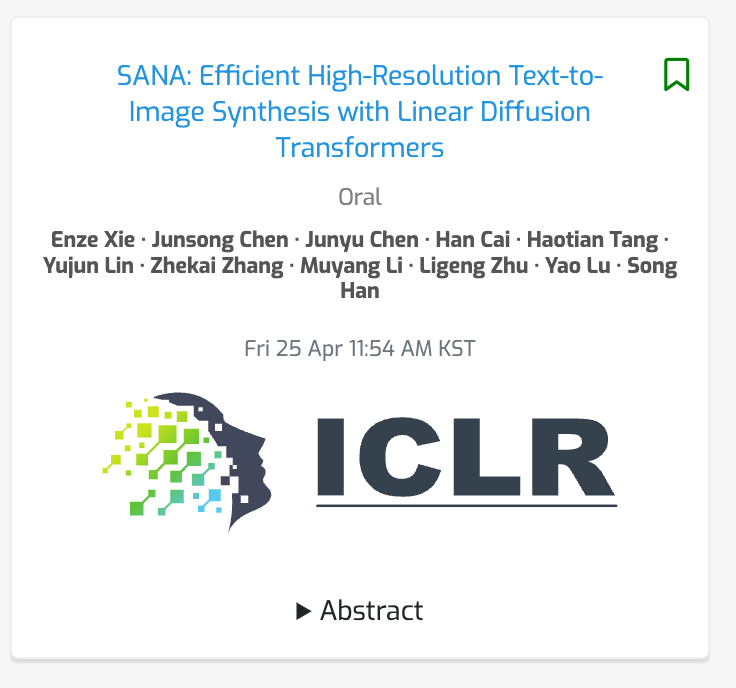 SANA: Efficient High-Resolution Text-to-
Image Synthesis with Linear Diffusion
Transformers
Oral
Enze Xie · Junsong Chen · Junyu Chen · Han Cai · Haotian Tang ·
Yujun Lin · Zhekai Zhang · Muyang Li · Ligeng Zhu · Yao Lu · Song
Han
Fri 25 Apr 11:54 AM KST
ICLR
▶ Abstract